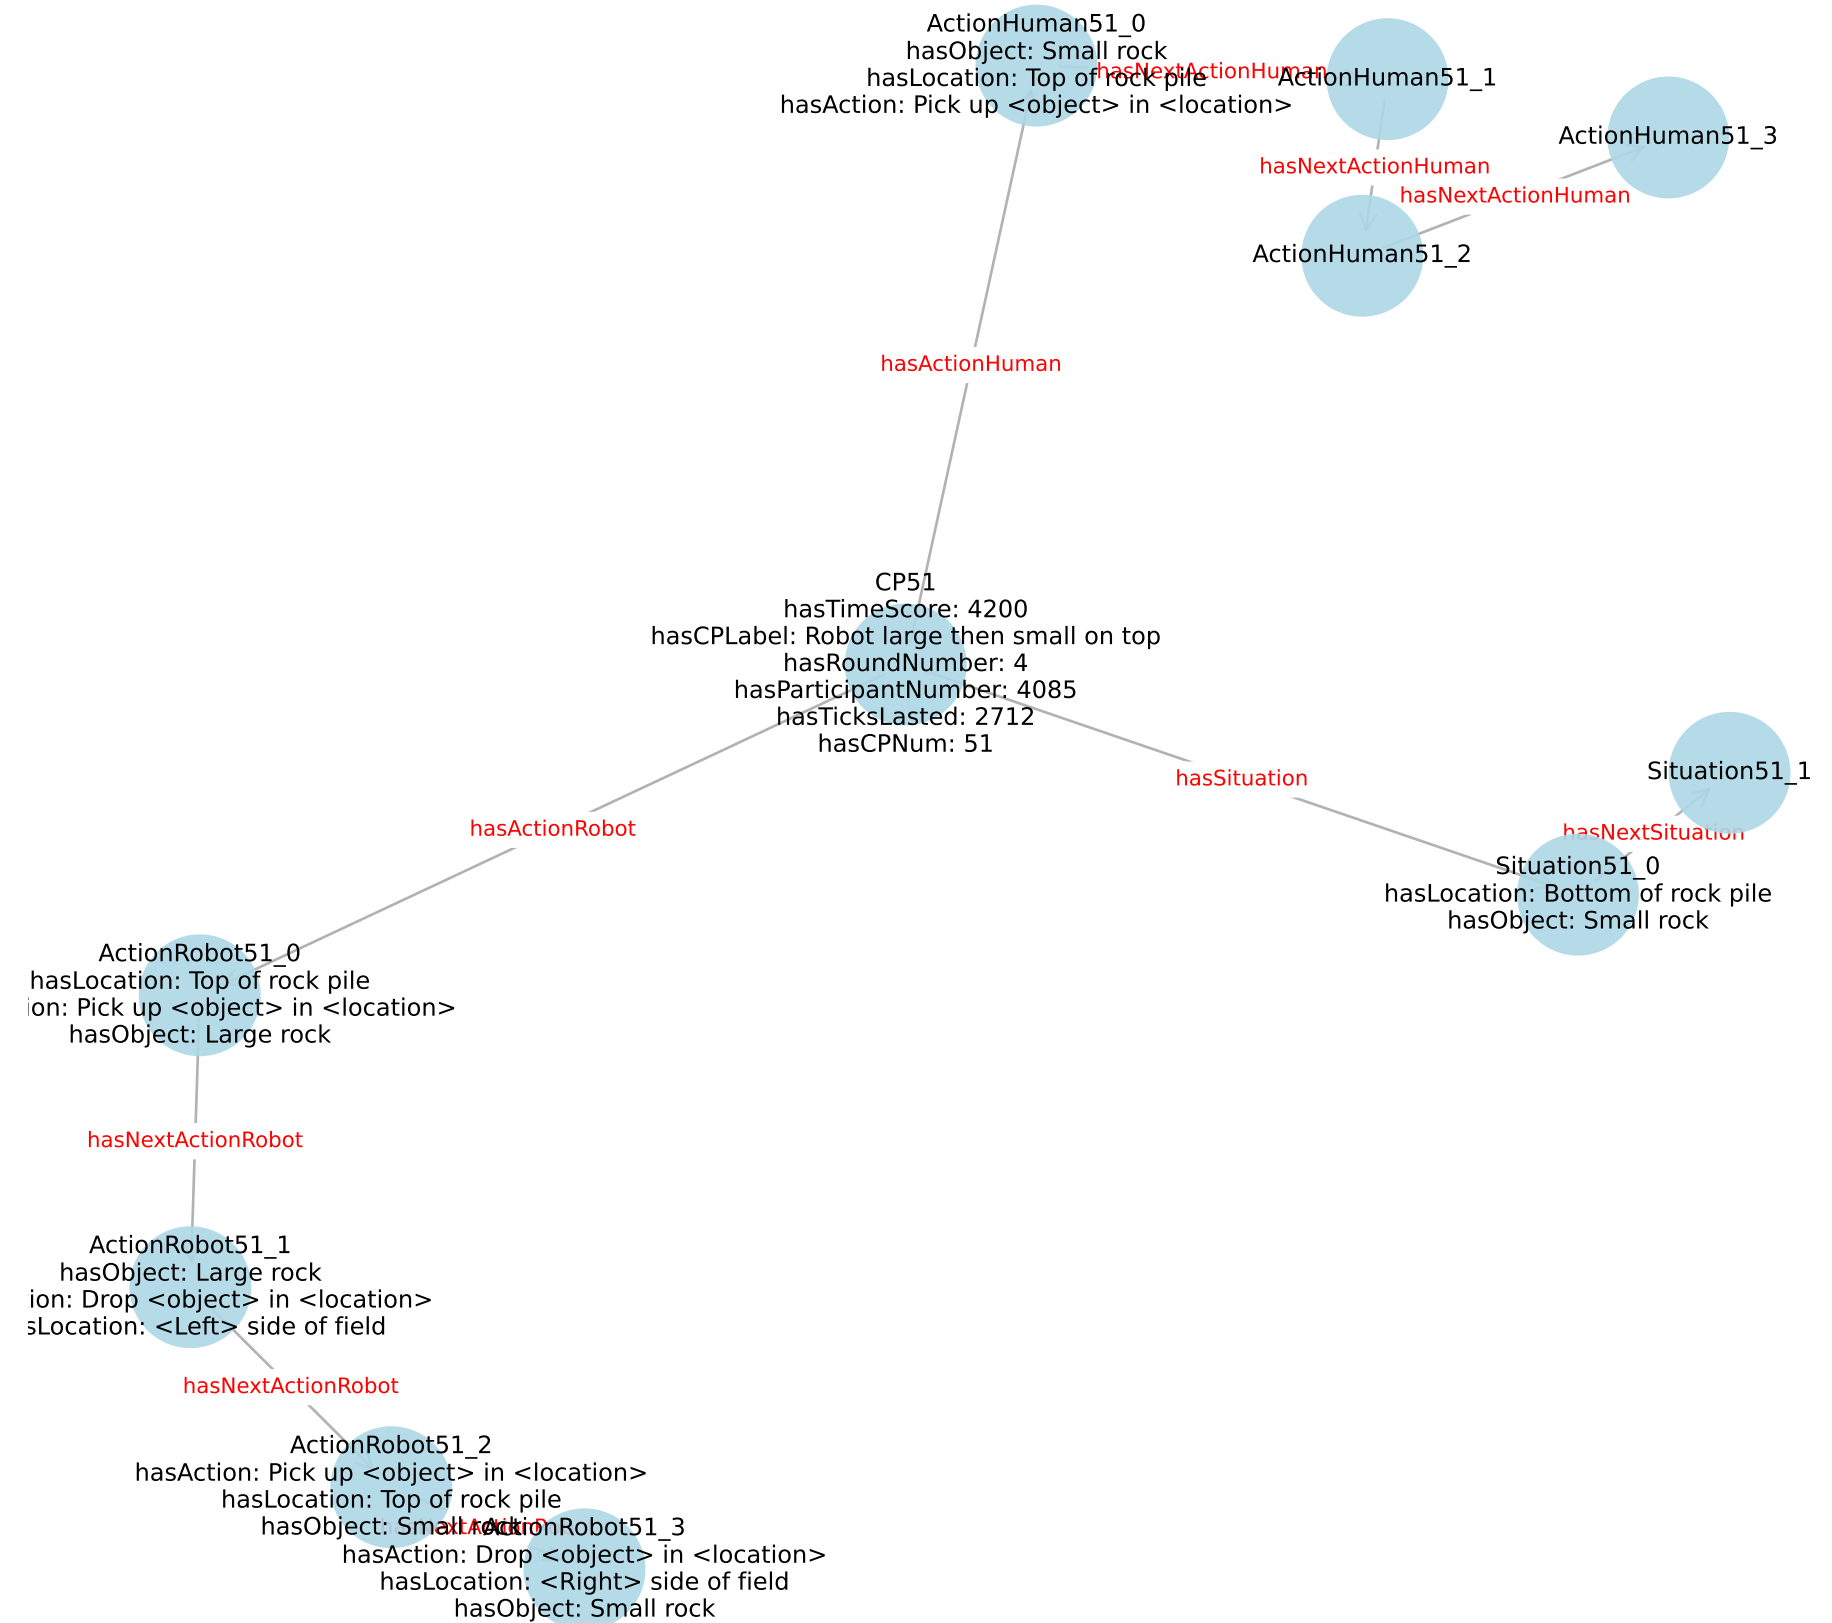 ActionHuman51_0
hasObject: Small rock
hasLocation: Top of rock pile
hasAction: Pick up <object> in <location>
hasNextActionHuman
ActionHuman51_1
ActionHuman51_3
hasNextActionHuman
hasNextActionHuman
ActionHuman51_2
hasActionHuman
CP51
hasTimeScore: 4200
hasCPLabel: Robot large then small on top
hasRoundNumber: 4
hasParticipantNumber: 4085
hasTicksLasted: 2712
hasCPNum: 51
hasSituation
Situation51_1
hasNextSituation
Situation51_0
hasLocation: Bottom of rock pile
hasObject: Small rock
hasActionRobot
ActionRobot51_0
hasLocation: Top of rock pile
ion: Pick up <object> in <location>
hasObject: Large rock
hasNextActionRobot
ActionRobot51_1
hasObject: Large rock
ion: Drop <object> in <location>
sLocation: <Left> side of field
hasNextActionRobot
ActionRobot51_2
hasAction: Pick up <object> in <location>
hasLocation: Top of rock pile
hasObject: Small rock
ActionRobot51_3
hasAction: Drop <object> in <location>
hasLocation: <Right> side of field
hasObject: Small rock